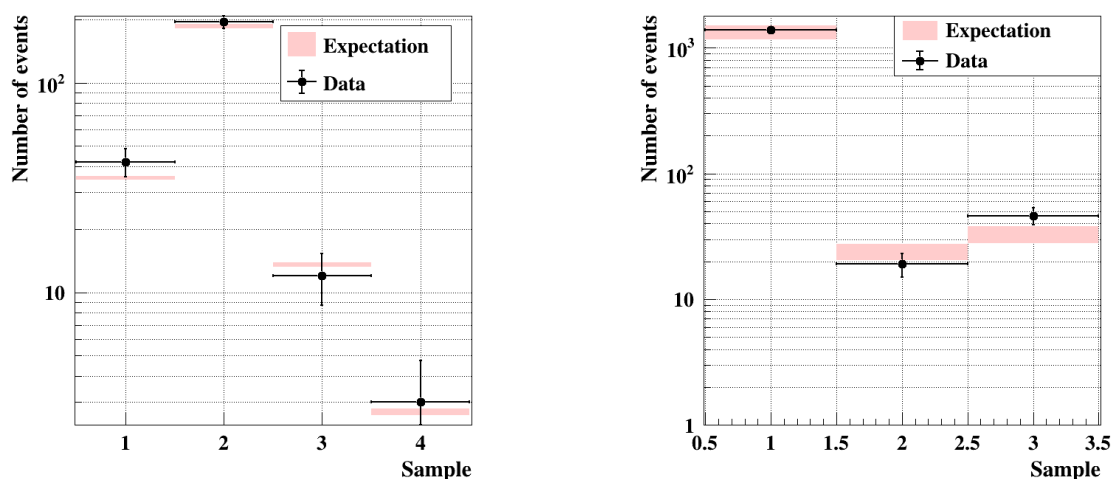 Number of events
10²
10
Expectation
Data
1 2 3 4
Sample
Number of events
10³
10²
10
1
Expectation
Data
0.5 1 1.5 2 2.5 3 3.5
Sample